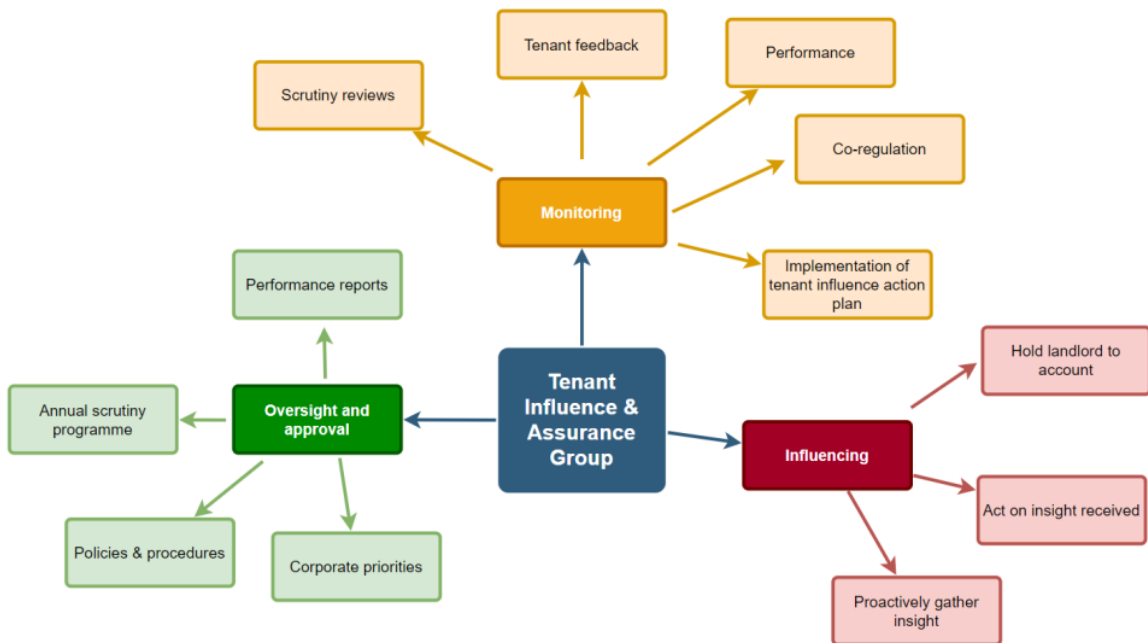 Tenant feedback
Performance
Scrutiny reviews
Co-regulation
Monitoring
Implementation of
tenant influence action
plan
Performance reports
Hold landlord to
account
Tenant
Influence &
Assurance
Group
Annual scrutiny
programme
Oversight and
approval
Influencing
Act on insight received
Policies & procedures
Corporate priorities
Proactively gather
insight